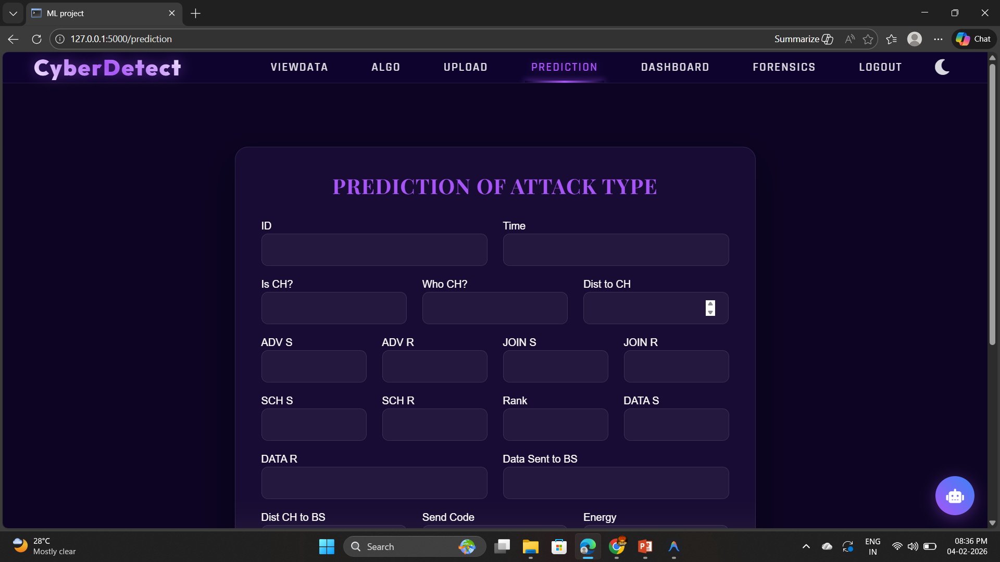 ML project
127.0.0.1:5000/prediction
Summarize
Chat
CyberDetect
VIEWDATA
ALGO
UPLOAD
PREDICTION
DASHBOARD
FORENSICS
LOGOUT
PREDICTION OF ATTACK TYPE
ID
Time
Is CH?
Who CH?
Dist to CH
ADV S
ADV R
JOIN S
JOIN R
SCH S
SCH R
Rank
DATA S
DATA R
Data Sent to BS
Dist CH to BS
Send Code
Energy
28°C
Mostly clear
Search
ENG
IN
08:36 PM
04-02-2026